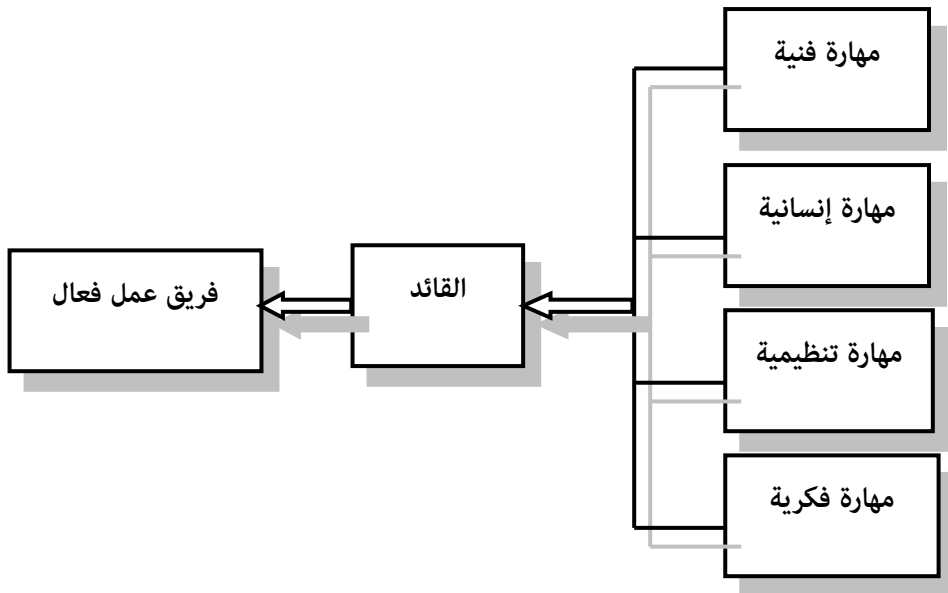 مهارة فنية
مهارة إنسانية
مهارة تنظيمية
مهارة فكرية
القائد
فريق عمل فعال